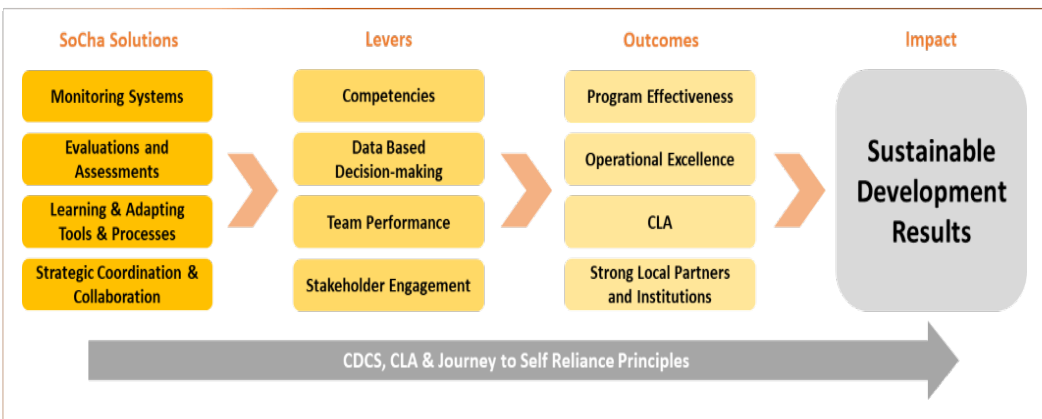 SoCha Solutions
Monitoring Systems
Evaluations and
Assessments
Learning & Adapting
Tools & Processes
Strategic Coordination &
Collaboration
Levers
Competencies
Data Based
Decision-making
Team Performance
Stakeholder Engagement
Outcomes
Program Effectiveness
Operational Excellence
CLA
Strong Local Partners
and Institutions
Impact
Sustainable
Development
Results
CDCS, CLA & Journey to Self Reliance Principles